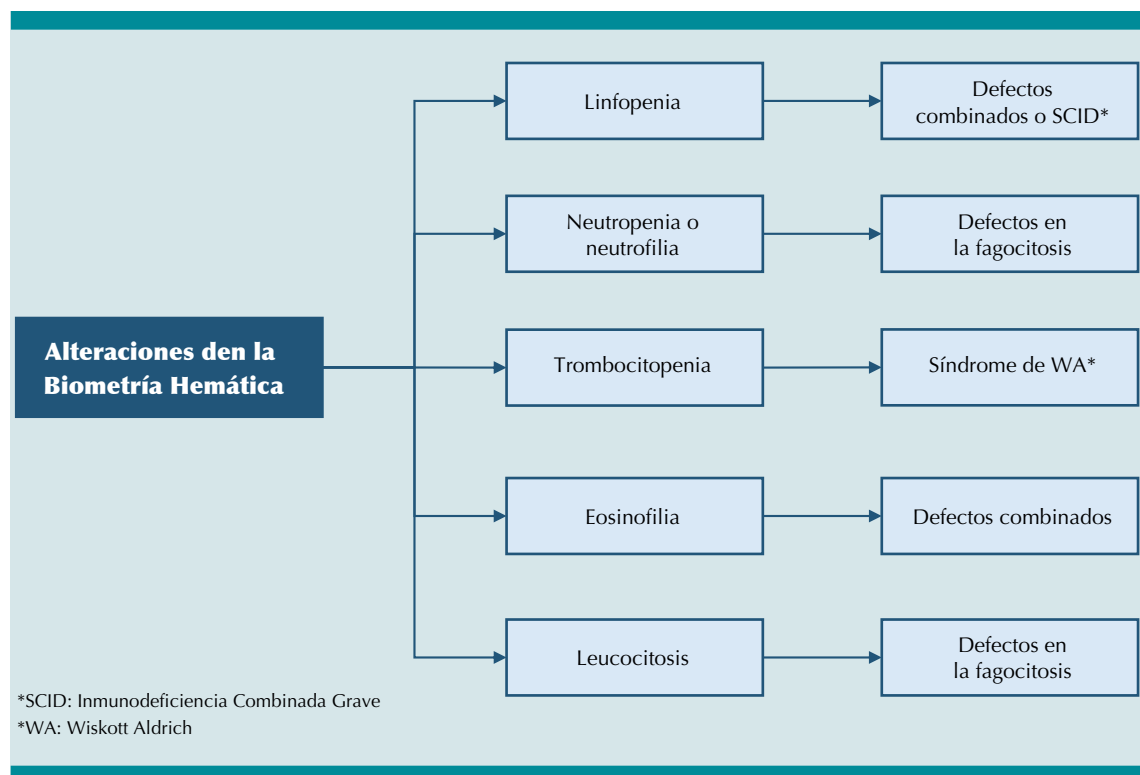 Linfopenia
Defectos
combinados o SCID*
Neutropenia o
neutrofilia
Defectos en
la fagocitosis
Alteraciones den la
Biometría Hemática
Trombocitopenia
Síndrome de WA*
Eosinofilia
Defectos combinados
Leucocitosis
Defectos en
la fagocitosis
*SCID: Inmunodeficiencia Combinada Grave
*WA: Wiskott Aldrich